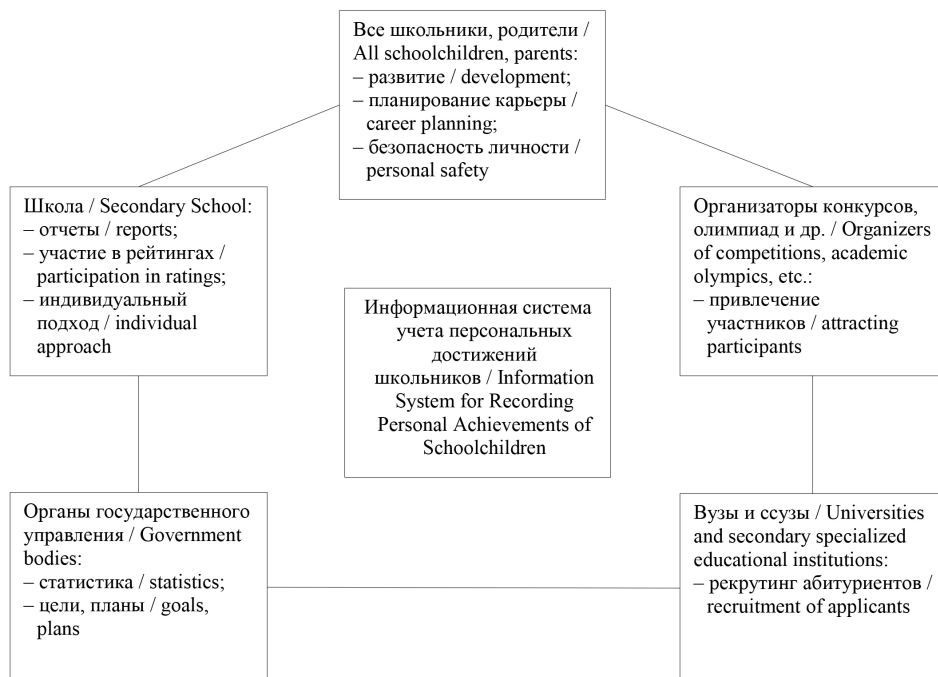 Все школьники, родители /
All schoolchildren, parents:
– развитие / development;
– планирование карьеры /
career planning;
– безопасность личности /
personal safety
Школа / Secondary School:
– отчеты / reports;
– участие в рейтингах /
participation in ratings;
– индивидуальный
подход / individual
approach
Организаторы конкурсов,
олимпиад и др. / Organizers
of competitions, academic
olympics, etc.:
– привлечение
участников / attracting
participants
Информационная система
учета персональных
достижений
школьников / Information
System for Recording
Personal Achievements of
Schoolchildren
Органы государственного
управления / Government
bodies:
– статистика / statistics;
– цели, планы / goals,
plans
Вузы и ссузы / Universities
and secondary specialized
educational institutions:
– рекрутинг абитуриентов /
recruitment of applicants